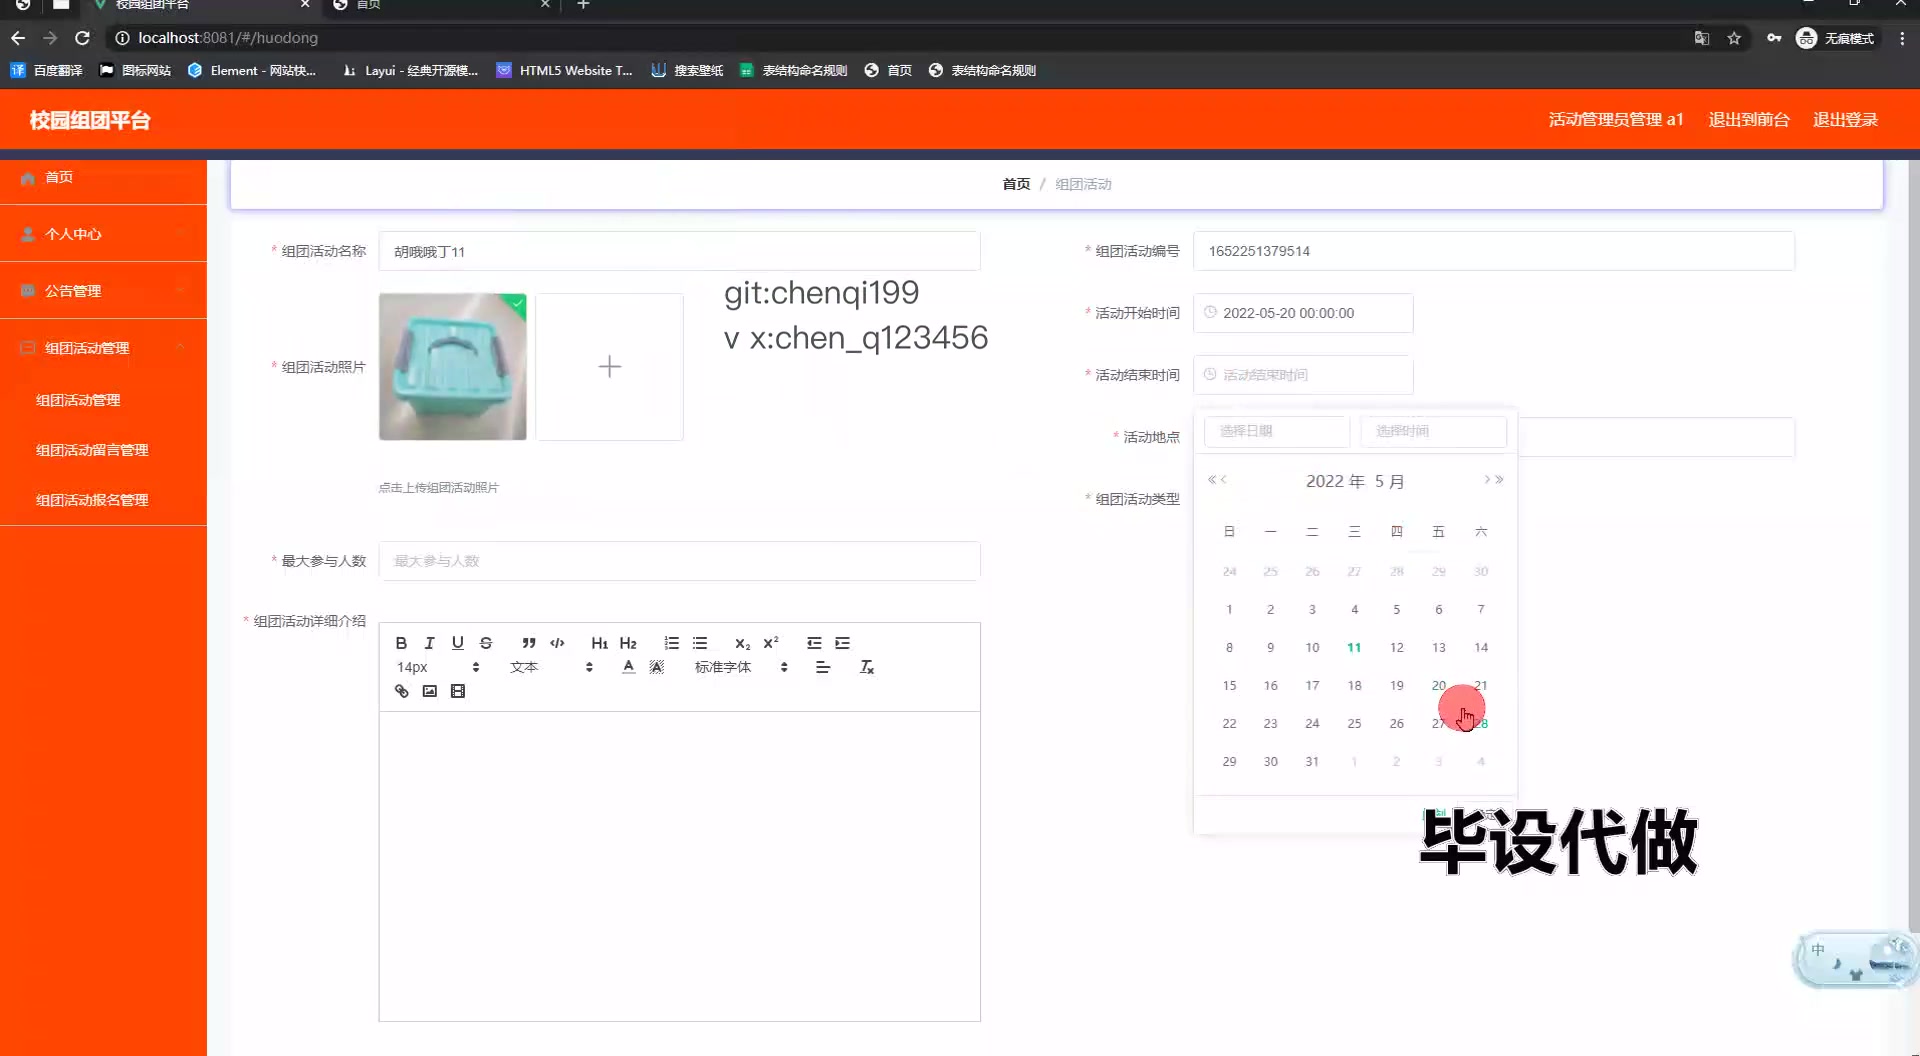 校园组团平台
首页
localhost:8081/#/huodong
无痕模式
百度翻译
图标网站
Element - 网站快...
Layui - 经典开源模...
HTML5 Website T...
搜索壁纸
表结构命名规则
首页
表结构命名规则
校园组团平台
活动管理员管理 a1
退出到前台
退出登录
首页
个人中心
公告管理
组团活动管理
组团活动管理
组团活动留言管理
组团活动报名管理
首页 / 组团活动
* 组团活动名称
胡哦哦丁11
* 组团活动编号
1652251379514
git:chenqi199
v x:chen_q123456
* 组团活动照片
点击上传组团活动照片
* 活动开始时间
2022-05-20 00:00:00
* 活动结束时间
活动结束时间
* 活动地点
* 组团活动类型
选择日期
选择时间
2022 年 5 月
日 一 二 三 四 五 六
24 25 26 27 28 29 30
1 2 3 4 5 6 7
8 9 10 11 12 13 14
15 16 17 18 19 20 21
22 23 24 25 26 27 28
29 30 31 1 2 3 4
* 最大参与人数
最大参与人数
* 组团活动详细介绍
14px
文本
标准字体
毕设代做
中